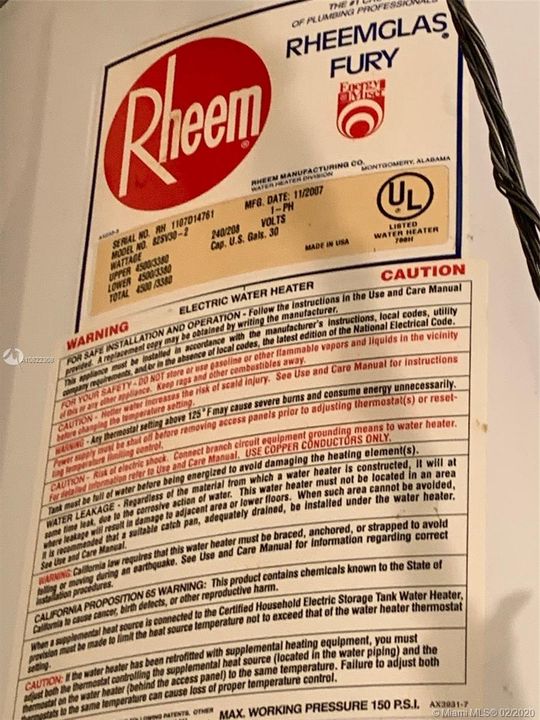 THE #1
OF PLUMBING PROFESSIONALS
RHEEMGLAS®
FURY
Energy
Miser
Rheem®
RHEEM MANUFACTURING CO. MONTGOMERY, ALABAMA
WATER HEATER DIVISION
SERIAL NO. RH 1107D14761 MFG. DATE: 11/2007
MODEL NO. 82SV30-2 1-PH
WATTAGE 240/208 VOLTS
UPPER 4500/3380 Cap. U.S. Gals. 30
LOWER 4500/3380
TOTAL 4500/3380
MADE IN USA
UL
LISTED
WATER HEATER
WARNING ELECTRIC WATER HEATER CAUTION
FOR SAFE INSTALLATION AND OPERATION - Follow the instructions in the Use and Care Manual
provided. A replacement copy may be obtained by writing the manufacturer.
This appliance must be installed in accordance with the manufacturer's instructions, local codes, utility
company requirements, and/or in the absence of local codes, the latest edition of the National Electrical Code.
FOR YOUR SAFETY - DO NOT store or use gasoline or other flammable vapors and liquids in the vicinity
of this or any other appliance. Keep rags and other combustibles away.
CAUTION - Hotter water increases the risk of scald injury. See Use and Care Manual for instructions
before changing the temperature setting.
WARNING - Any thermostat setting above 125°F may cause severe burns and consume energy unnecessarily.
Power supply must be shut off before removing access panels prior to adjusting thermostat(s) or reset-
ting temperature limiting control.
CAUTION - Risk of electric shock. Connect branch circuit equipment grounding means to water heater.
For detailed information refer to Use and Care Manual. USE COPPER CONDUCTORS ONLY.
Tank must be full of water before being energized to avoid damaging the heating element(s).
WATER LEAKAGE - Regardless of the material from which a water heater is constructed, it will at
some time leak, due to the corrosive action of water. This water heater must not be located in an area
where leakage will result in damage to adjacent area or lower floors. When such area cannot be avoided,
it is recommended that a suitable catch pan, adequately drained, be installed under the water heater.
See Use and Care Manual.
WARNING: California law requires that this water heater must be braced, anchored, or strapped to avoid
falling or moving during an earthquake. See Use and Care Manual for information regarding correct
installation procedures.
CALIFORNIA PROPOSITION 65 WARNING: This product contains chemicals known to the State of
California to cause cancer, birth defects, or other reproductive harm.
When a supplemental heat source is connected to the Certified Household Electric Storage Tank Water Heater,
provision must be made to limit the heat source temperature not to exceed that of the water heater thermostat
setting.
CAUTION: If the water heater has been retrofitted with supplemental heating equipment, you must
adjust both the thermostat controlling the supplemental heat source (located in the water piping) and the
thermostat on the water heater (behind the access panel) to the same temperature. Failure to adjust both
thermostats to the same temperature can cause loss of proper temperature control.
FOLLOWING PATENTS. OTHER MAX. WORKING PRESSURE 150 P.S.I. AX3931-7
©Miami MLS© 02/2020